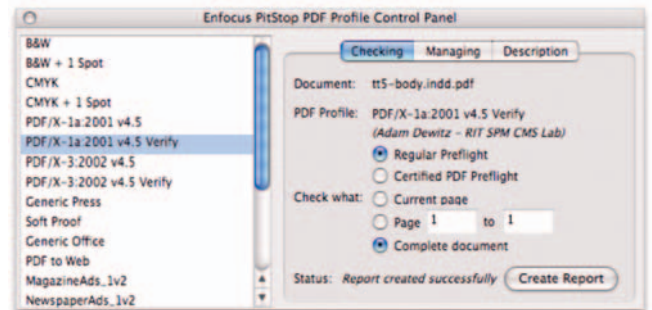 Enfocus PitStop PDF Profile Control Panel
B&W
B&W + 1 Spot
CMYK
CMYK + 1 Spot
PDF/X-1a:2001 v4.5
PDF/X-1a:2001 v4.5 Verify
PDF/X-3:2002 v4.5
PDF/X-3:2002 v4.5 Verify
Generic Press
Soft Proof
Generic Office
PDF to Web
MagazineAds_1v2
NewspaperAds_1v2
Checking Managing Description
Document: tt5-body.indd.pdf
PDF Profile: PDF/X-1a:2001 v4.5 Verify
(Adam Dewitz - RIT SPM CMS Lab)
Regular Preflight
Certified PDF Preflight
Check what: Current page
Page 1 to 1
Complete document
Status: Report created successfully Create Report